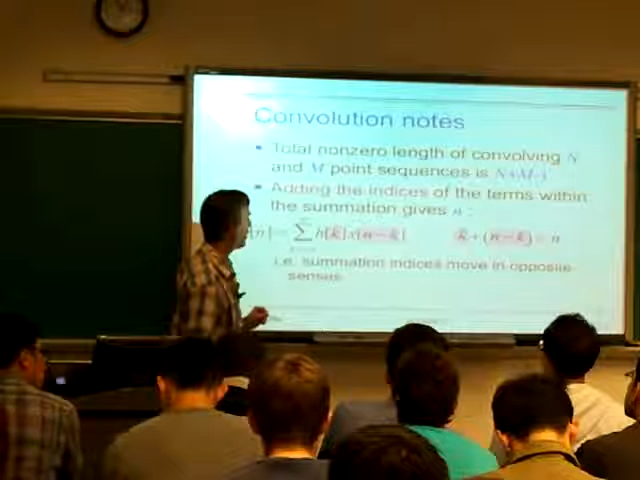 Convolution notes
Total nonzero length of convolving N
and M point sequences is N+M-1
Adding the indices of the terms within
the summation gives n :
[n] = ∑ h[k]x[n-k] k+(n-k) = n
i.e. summation indices move in opposite
senses